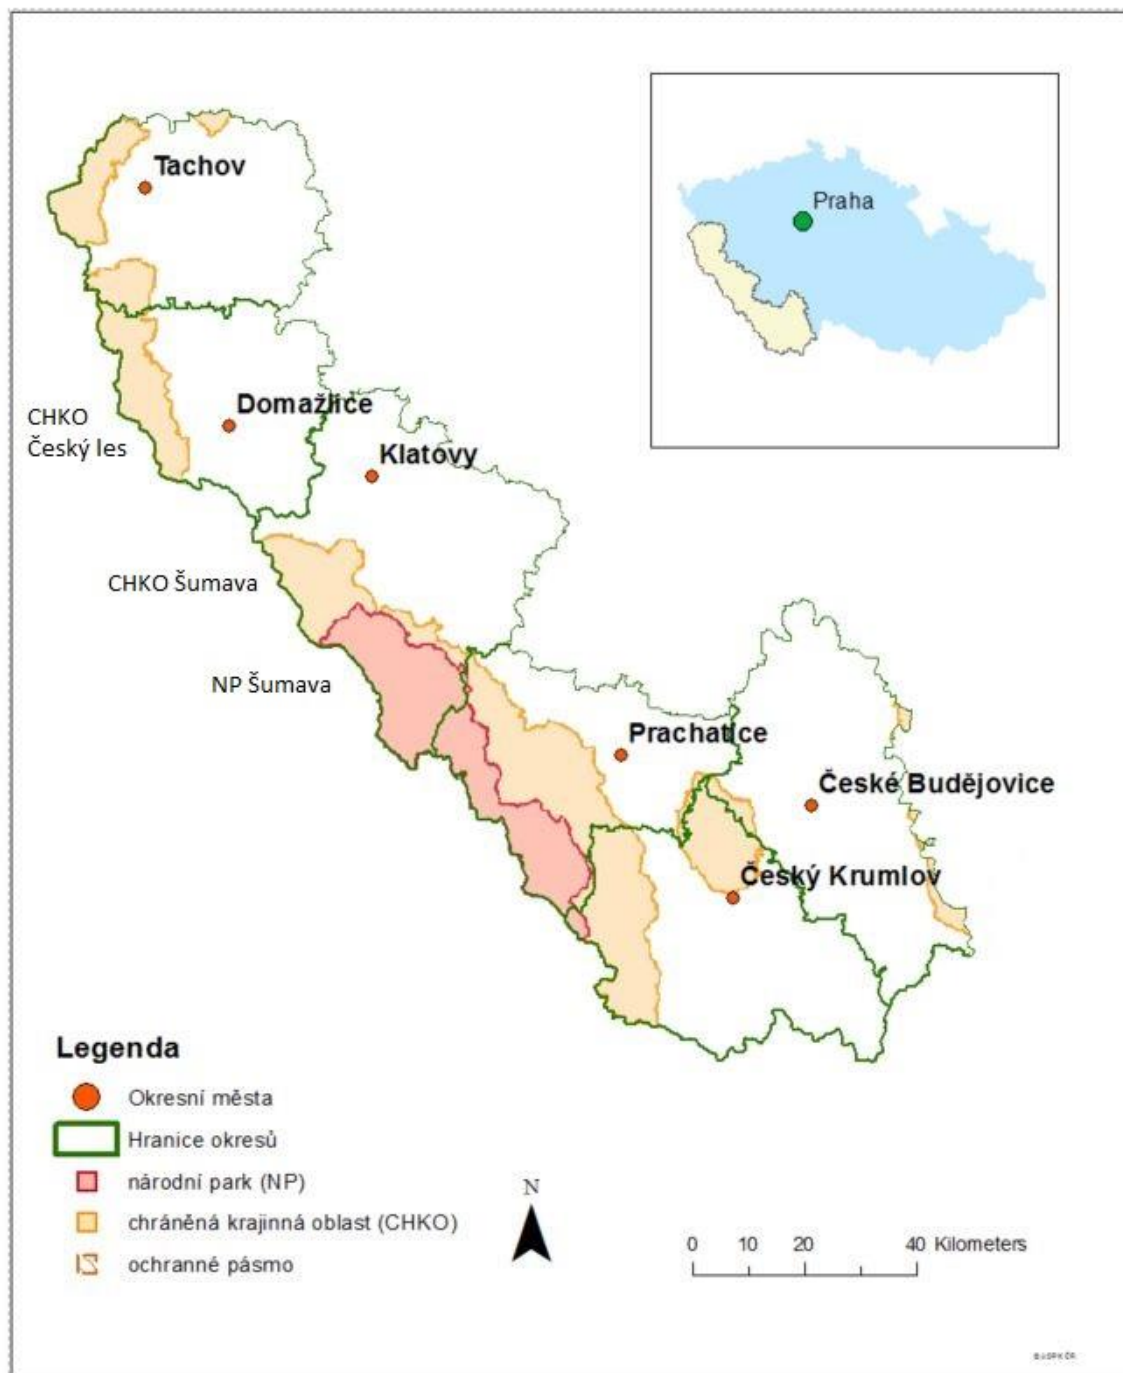 Praha
Tachov
Domažlice
CHKO
Český les
Klatovy
CHKO Šumava
NP Šumava
Prachatice
České Budějovice
Český Krumlov
Legenda
Okresní města
Hranice okresů
národní park (NP)
chráněná krajinná oblast (CHKO)
ochranné pásmo
N
0 10 20 40 Kilometers